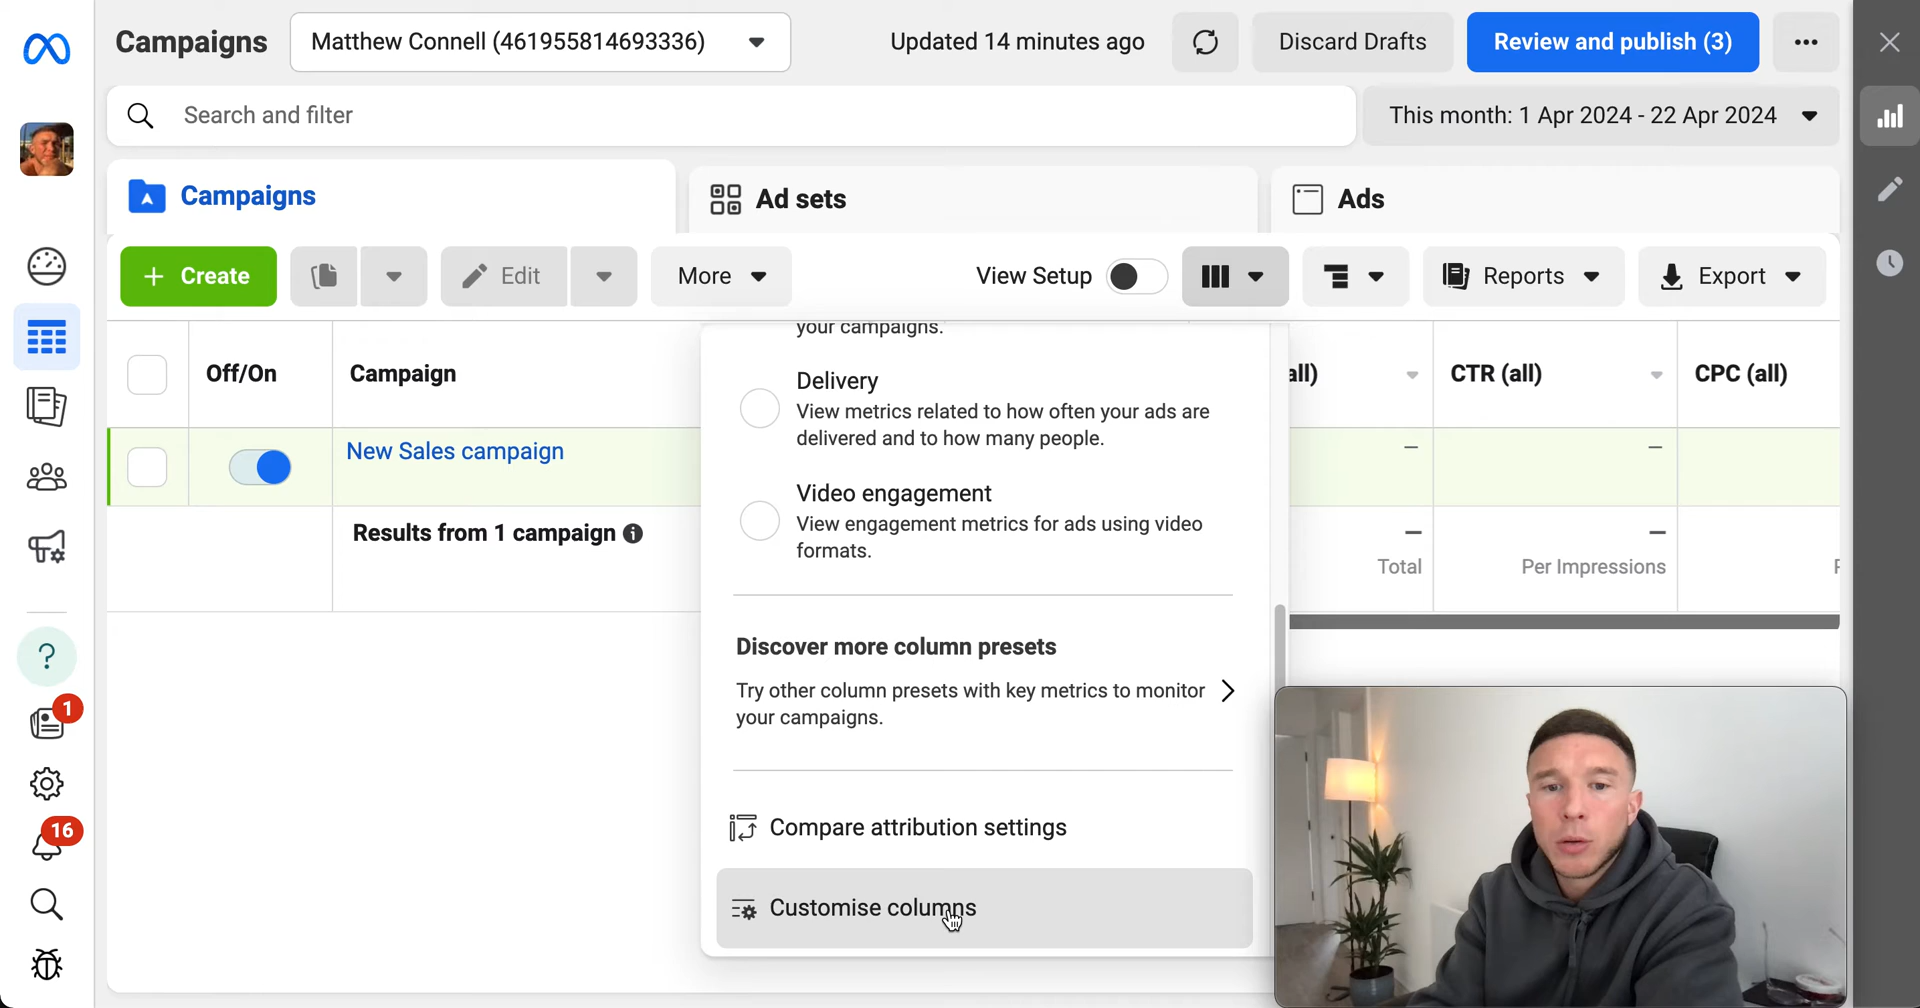 Campaigns
Matthew Connell (461955814693336)
Updated 14 minutes ago
Discard Drafts
Review and publish (3)
Search and filter
This month: 1 Apr 2024 - 22 Apr 2024
Campaigns
Ad sets
Ads
+ Create
Edit
More
View Setup
Reports
Export
Off/On
Campaign
all)
CTR (all)
CPC (all)
New Sales campaign
—
—
Results from 1 campaign
—
—
Total
Per Impressions
your campaigns.
Delivery
View metrics related to how often your ads are
delivered and to how many people.
Video engagement
View engagement metrics for ads using video
formats.
Discover more column presets
Try other column presets with key metrics to monitor
your campaigns.
Compare attribution settings
Customise columns
?
1
16